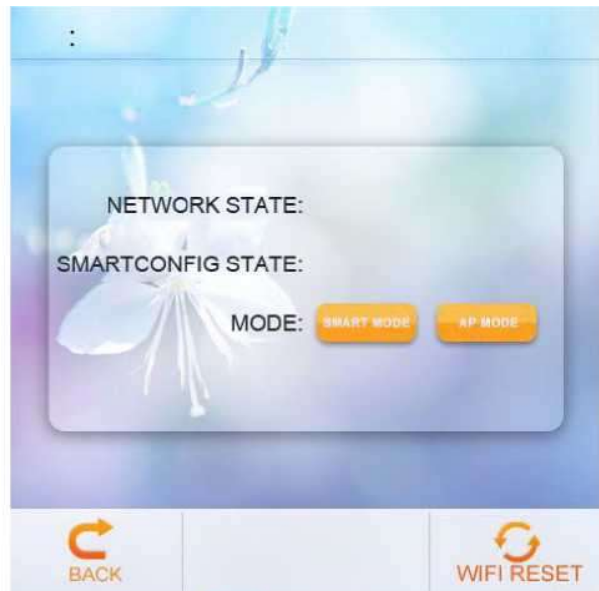 :
NETWORK STATE:
SMARTCONFIG STATE:
MODE: SMART MODE AP MODE
BACK WIFI RESET